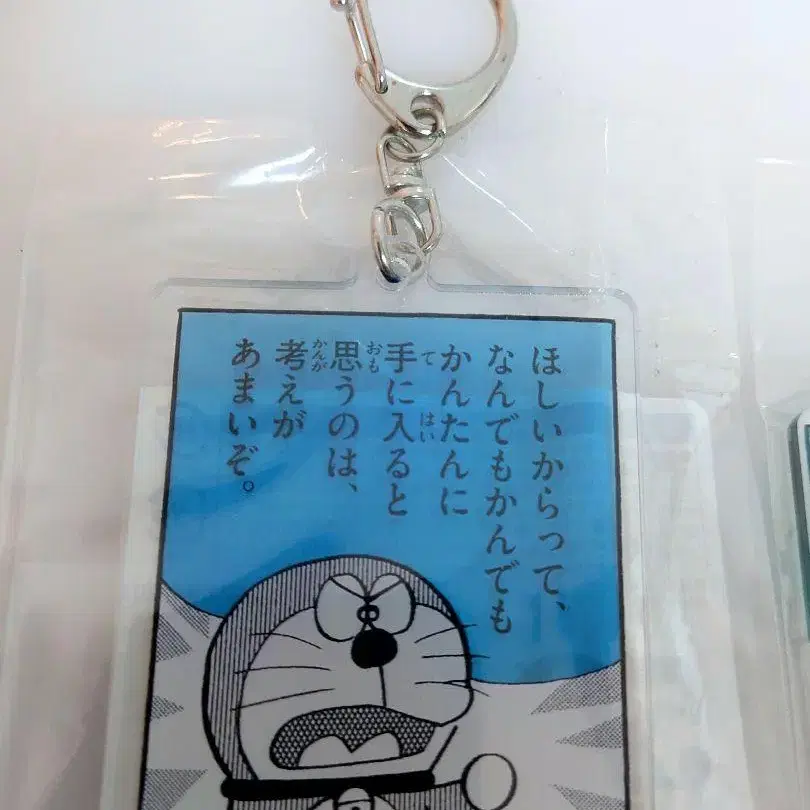 ほしいからって、
なんでもかんでも
かんたんに
手に入ると
思うのは、
考えが
あまいぞ。